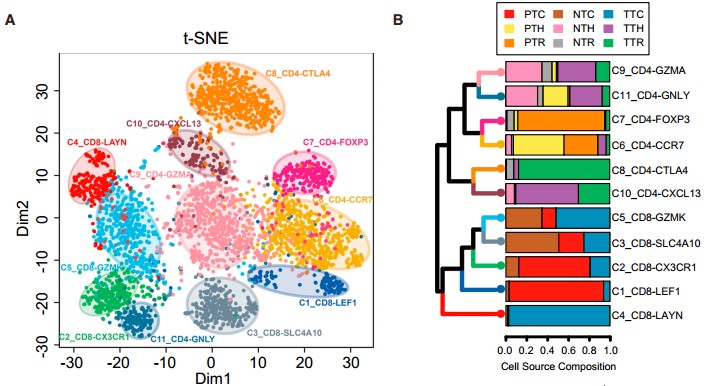 A
B
t-SNE
PTC NTC TTC
PTH NTH TTH
PTR NTR TTR
C8_CD4-CTLA4
C10_CD4-CXCL13
C4_CD8-LAYN
C7_CD4-FOXP3
C9_CD4-GZMA
C6_CD4-CCR7
C5_CD8-GZMK
C1_CD8-LEF1
C3_CD8-SLC4A10
C2_CD8-CX3CR1
C11_CD4-GNLY
Dim2
30
20
10
0
-10
-20
-30
-30 -20 -10 0 10 20 30
Dim1
C9_CD4-GZMA
C11_CD4-GNLY
C7_CD4-FOXP3
C6_CD4-CCR7
C8_CD4-CTLA4
C10_CD4-CXCL13
C5_CD8-GZMK
C3_CD8-SLC4A10
C2_CD8-CX3CR1
C1_CD8-LEF1
C4_CD8-LAYN
0.0 0.2 0.4 0.6 0.8 1.0
Cell Source Composition